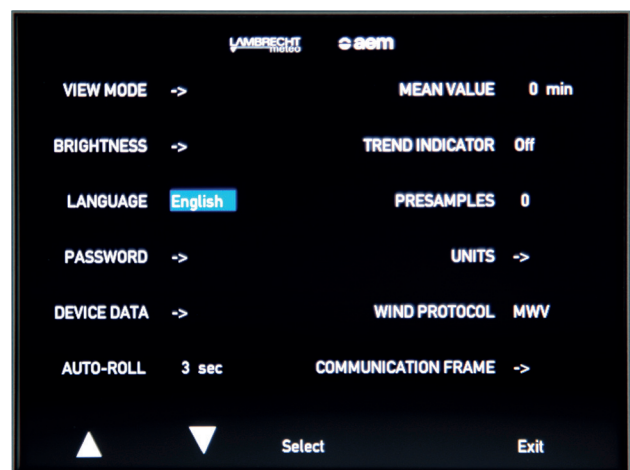 LAMBRECHT meteo aem
VIEW MODE -> MEAN VALUE 0 min
BRIGHTNESS -> TREND INDICATOR Off
LANGUAGE English PRESAMPLES 0
PASSWORD -> UNITS ->
DEVICE DATA -> WIND PROTOCOL MWV
AUTO-ROLL 3 sec COMMUNICATION FRAME ->
Select Exit